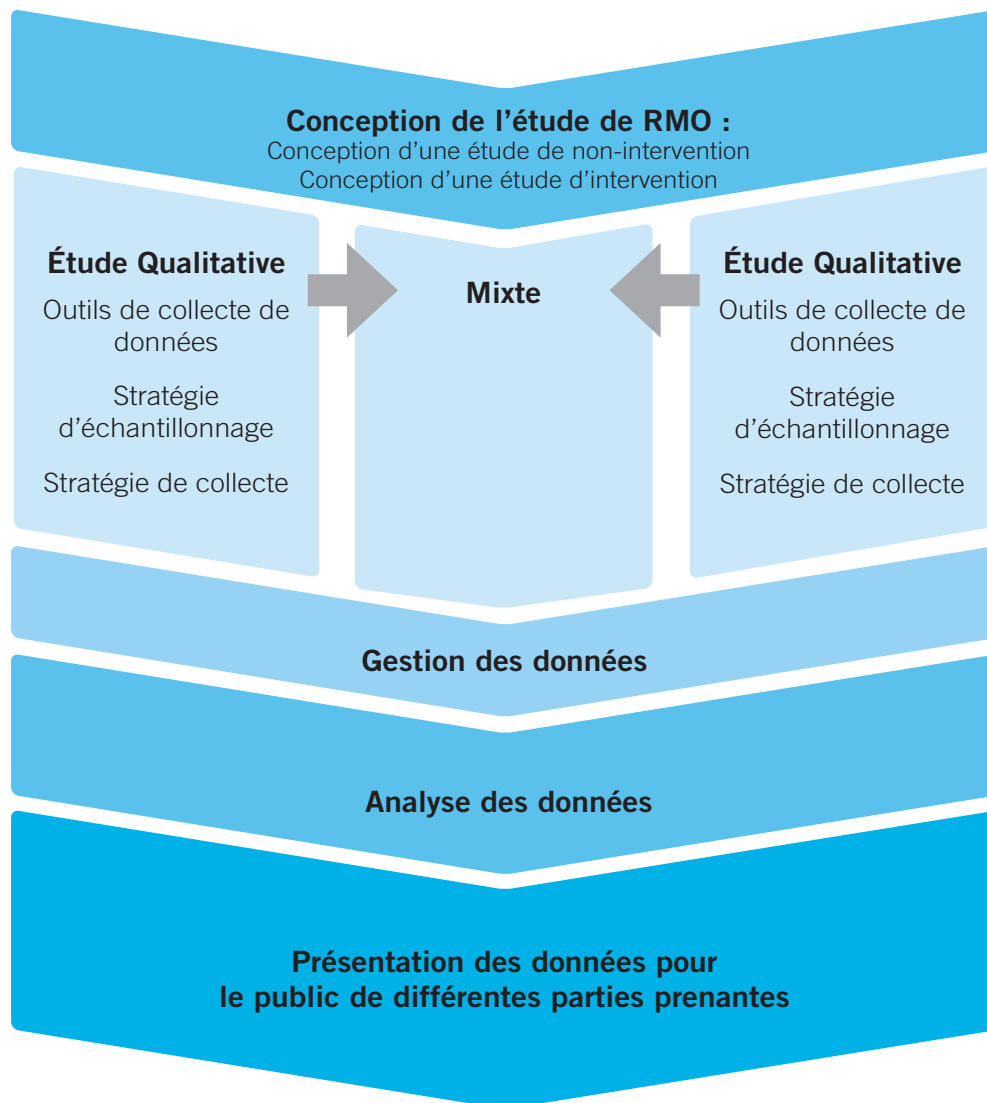 Conception de l’étude de RMO :
Conception d’une étude de non-intervention
Conception d’une étude d’intervention
Étude Qualitative
Outils de collecte de
données
Stratégie
d’échantillonnage
Stratégie de collecte
Mixte
Étude Qualitative
Outils de collecte de
données
Stratégie
d’échantillonnage
Stratégie de collecte
Gestion des données
Analyse des données
Présentation des données pour
le public de différentes parties prenantes